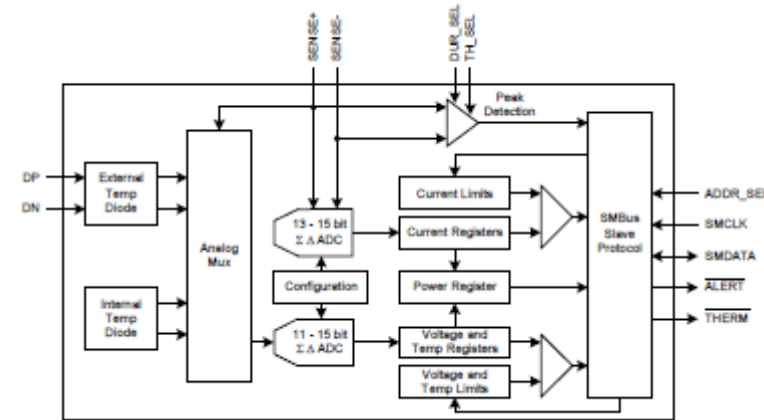 SENSE+
SENSE-
DUR_SEL
TH_SEL
Peak
Detection
DP
DN
External
Temp
Diode
Analog
Mux
Internal
Temp
Diode
13 - 15 bit
Σ Δ ADC
Configuration
11 - 15 bit
Σ Δ ADC
Current Limits
Current Registers
Power Register
Voltage and
Temp Registers
Voltage and
Temp Limits
SMBus
Slave
Protocol
ADDR_SE
SMCLK
SMDATA
ALERT
THERM